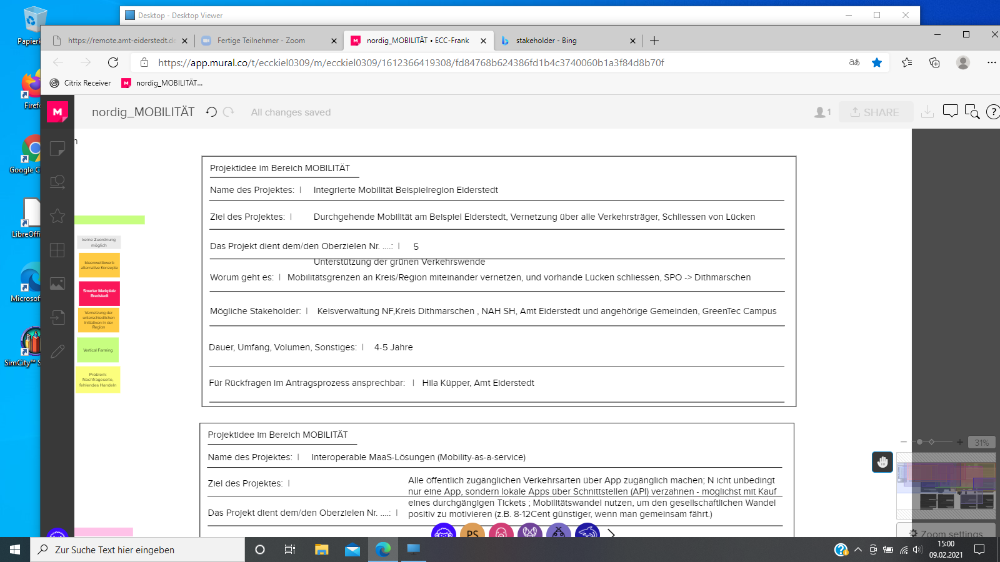 Desktop - Desktop Viewer
Papierk
https://remote.amt-eiderstedt.de
Fertige Teilnehmer - Zoom
nordig_MOBILITÄT • ECC-Frank
stakeholder - Bing
https://app.mural.co/t/ecckiel0309/m/ecckiel0309/1612366419308/fd84768b624386fd1b4c3740060b1a3f84d8b70f
Citrix Receiver
nordig_MOBILITÄT...
Firef
nordig_MOBILITÄT
All changes saved
1
SHARE
?
n
Google C
LibreOffi
Microsof
SimCity™ S
keine Zuordnung
möglich
Ideenwettbwerb
alternative Konzepte
Smarter Markplatz
Bredstedt
Vernetzung der
unterschiedlichen
Initiativen in der
Region
Vertical Farming
Problem:
Nachfrageseite,
fehlendes Handeln
Projektidee im Bereich MOBILITÄT
Name des Projektes: | Integrierte Mobilität Beispielregion Eiderstedt
Ziel des Projektes: | Durchgehende Mobilität am Beispiel Eiderstedt, Vernetzung über alle Verkehrsträger, Schliessen von Lücken
Das Projekt dient dem/den Oberzielen Nr. ....: | 5
Unterstützung der grünen Verkehrswende
Worum geht es: | Mobilitätsgrenzen an Kreis/Region miteinander vernetzen, und vorhande Lücken schliessen, SPO -> Dithmarschen
Mögliche Stakeholder: | Keisverwaltung NF,Kreis Dithmarschen , NAH SH, Amt Eiderstedt und angehörige Gemeinden, GreenTec Campus
Dauer, Umfang, Volumen, Sonstiges: | 4-5 Jahre
Für Rückfragen im Antragsprozess ansprechbar: | Hila Küpper, Amt Eiderstedt
Projektidee im Bereich MOBILITÄT
Name des Projektes: | Interoperable MaaS-Lösungen (Mobility-as-a-service)
Ziel des Projektes: |
Alle öffentlich zugänglichen Verkehrsarten über App zugänglich machen; N icht unbedingt
nur eine App, sondern lokale Apps über Schnittstellen (API) verzahnen - möglichst mit Kauf
eines durchgängigen Tickets ; Mobilitätswandel nutzen, um den gesellschaftlichen Wandel
positiv zu motivieren (z.B. 8-12Cent günstiger, wenn man gemeinsam fährt.)
Das Projekt dient dem/den Oberzielen Nr. ....: |
PS
31%
Zoom settings
Zur Suche Text hier eingeben
15:00
09.02.2021